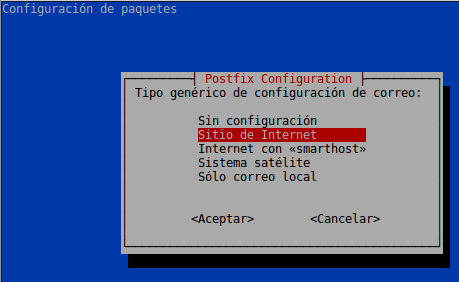 Configuración de paquetes
Postfix Configuration
Tipo genérico de configuración de correo:
Sin configuración
Sitio de Internet
Internet con «smarthost»
Sistema satélite
Sólo correo local
<Aceptar> <Cancelar>